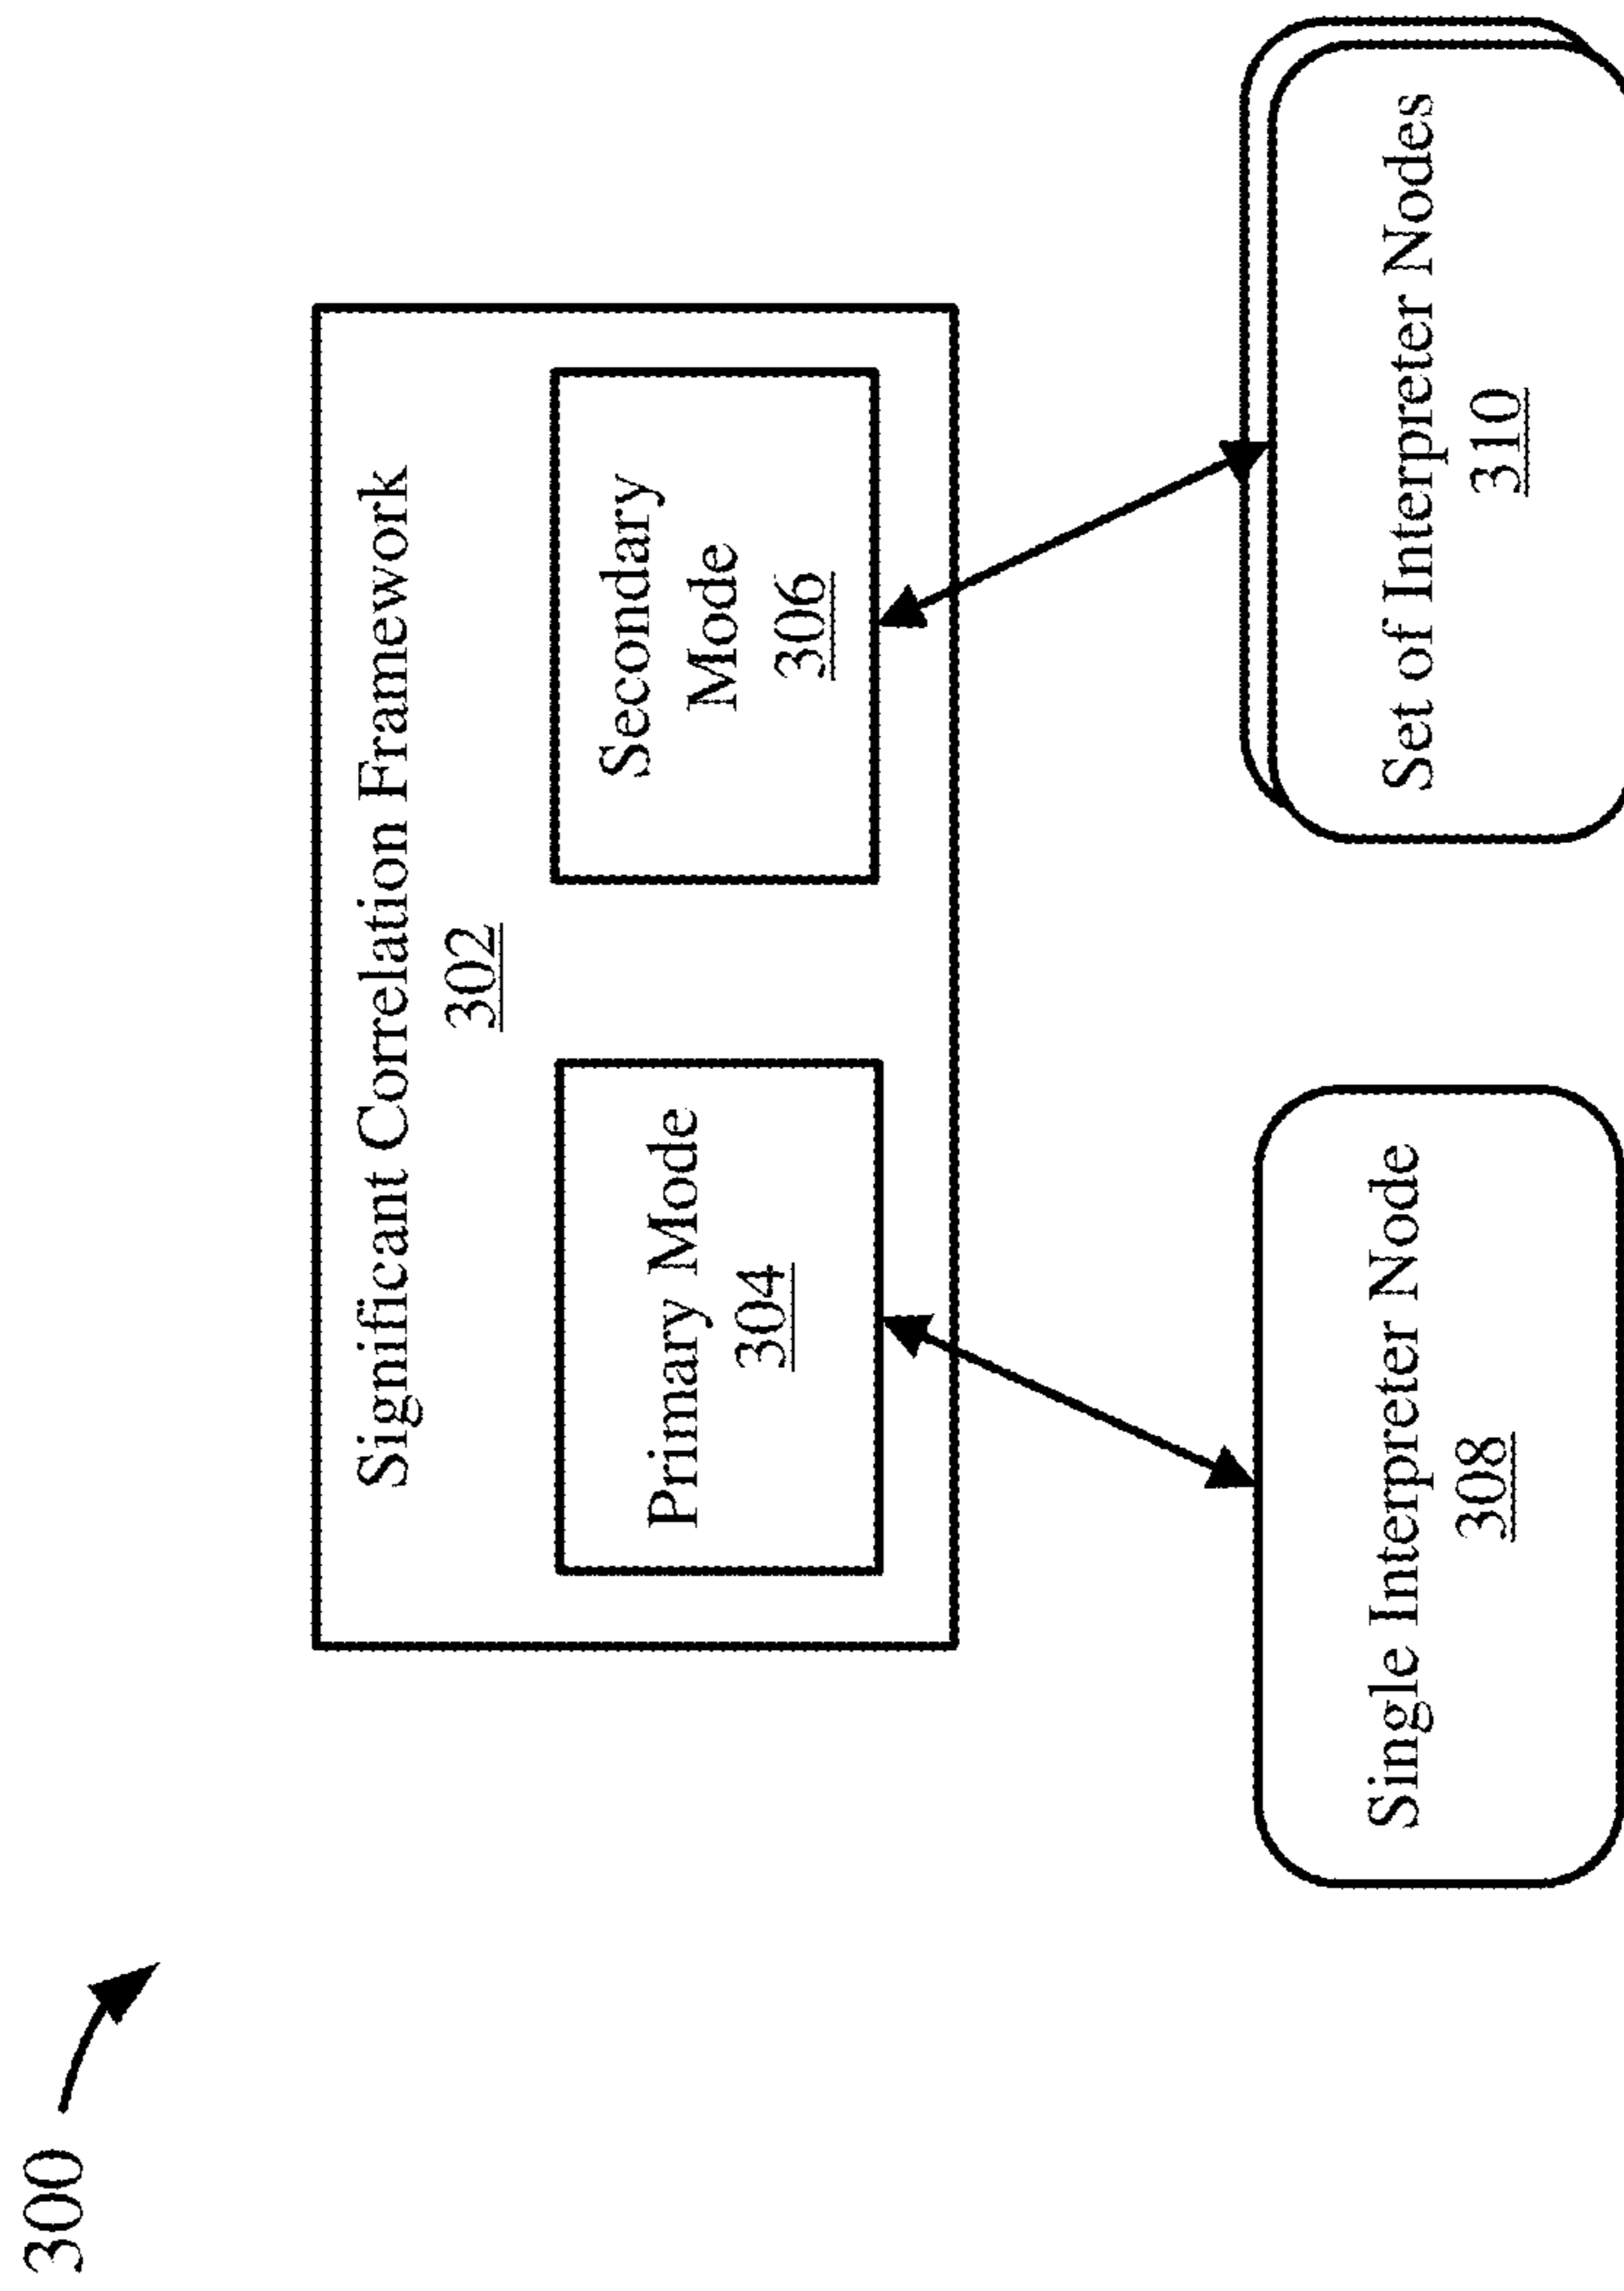 300
Significant Correlation Framework
302
Primary Mode
304
Secondary
Mode
306
Single Interpreter Node
308
Set of Interpreter Nodes
310